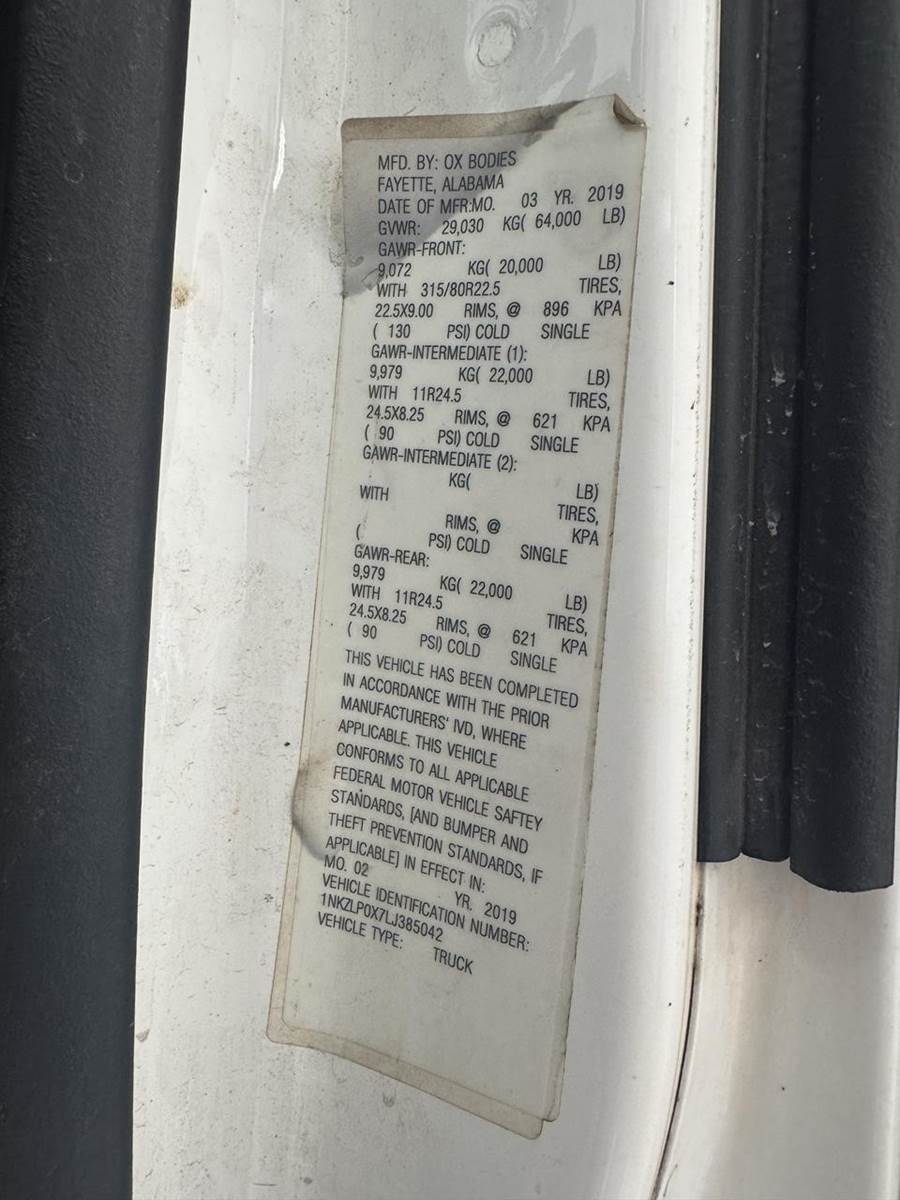 MFD. BY: OX BODIES
FAYETTE, ALABAMA
DATE OF MFR:MO. 03 YR. 2019
GVWR: 29,030 KG( 64,000 LB)
GAWR-FRONT:
9,072 KG( 20,000 LB)
WITH 315/80R22.5 TIRES,
22.5X9.00 RIMS, @ 896 KPA
( 130 PSI) COLD SINGLE
GAWR-INTERMEDIATE (1):
9,979 KG( 22,000 LB)
WITH 11R24.5 TIRES,
24.5X8.25 RIMS, @ 621 KPA
( 90 PSI) COLD SINGLE
GAWR-INTERMEDIATE (2):
KG( LB)
WITH TIRES,
RIMS, @ KPA
( PSI) COLD SINGLE
GAWR-REAR:
9,979 KG( 22,000 LB)
WITH 11R24.5 TIRES,
24.5X8.25 RIMS, @ 621 KPA
( 90 PSI) COLD SINGLE
THIS VEHICLE HAS BEEN COMPLETED
IN ACCORDANCE WITH THE PRIOR
MANUFACTURERS' IVD, WHERE
APPLICABLE. THIS VEHICLE
CONFORMS TO ALL APPLICABLE
FEDERAL MOTOR VEHICLE SAFTEY
STANDARDS, [AND BUMPER AND
THEFT PREVENTION STANDARDS, IF
APPLICABLE] IN EFFECT IN:
MO. 02 YR. 2019
VEHICLE IDENTIFICATION NUMBER:
1NKZLP0X7LJ385042
VEHICLE TYPE: TRUCK